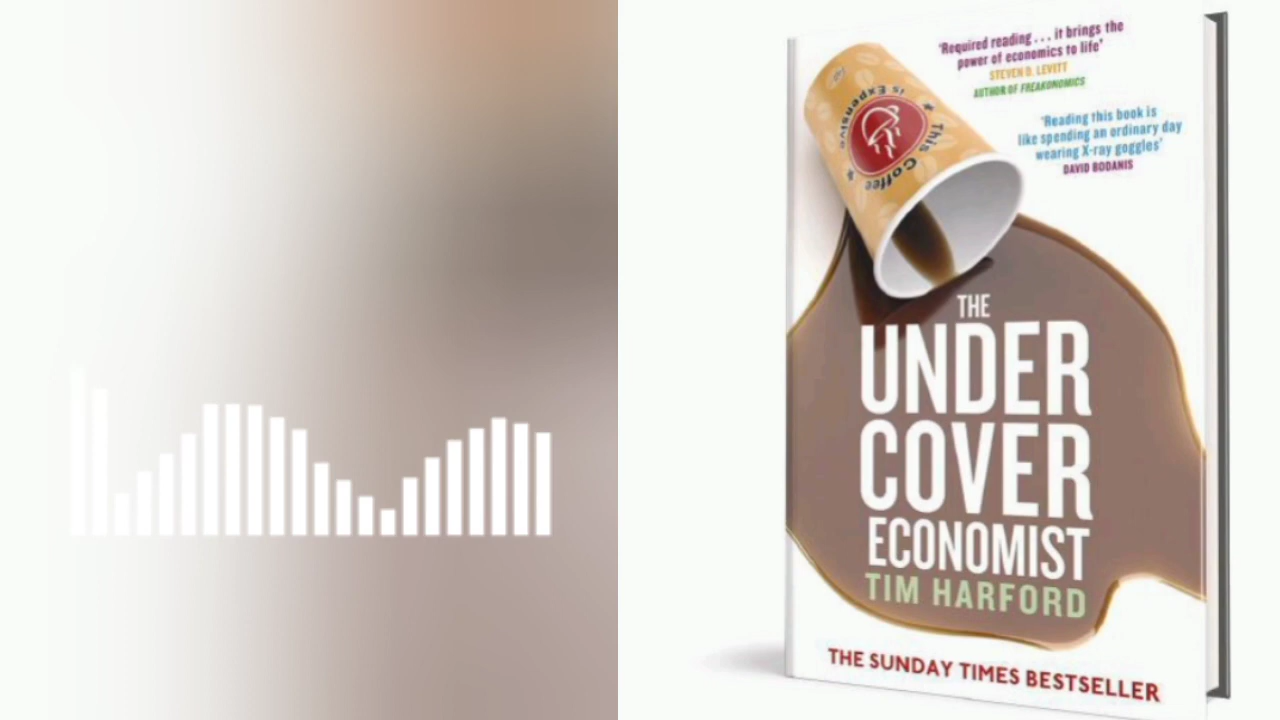 'Required reading . . . it brings the
power of economics to life'
STEVEN D. LEVITT
AUTHOR OF FREAKONOMICS
'Reading this book is
like spending an ordinary day
wearing X-ray goggles'
DAVID BODANIS
This Coffee
is Expensive
THE
UNDER
COVER
ECONOMIST
TIM HARFORD
THE SUNDAY TIMES BESTSELLER